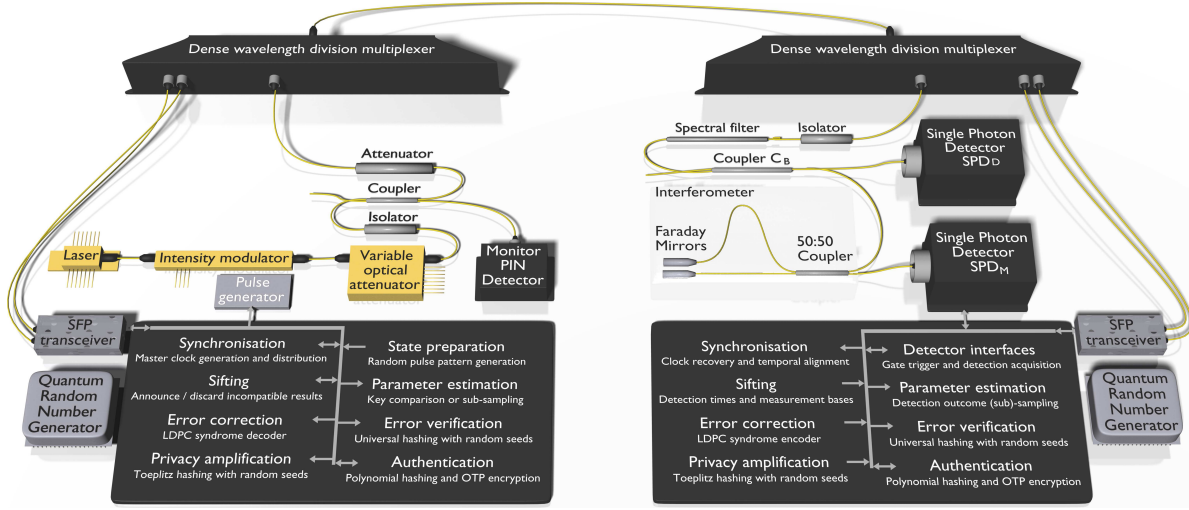 Dense wavelength division multiplexer
Attenuator
Coupler
Isolator
Laser
Intensity modulator
Variable
optical
attenuator
Monitor
PIN
Detector
Pulse
generator
SFP
transceiver
Quantum
Random
Number
Generator
Synchronisation
Master clock generation and distribution
State preparation
Random pulse pattern generation
Sifting
Announce / discard incompatible results
Parameter estimation
Key comparison or sub-sampling
Error correction
LDPC syndrome decoder
Error verification
Universal hashing with random seeds
Privacy amplification
Toeplitz hashing with random seeds
Authentication
Polynomial hashing and OTP encryption
Dense wavelength division multiplexer
Spectral filter
Isolator
Coupler CB
Single Photon
Detector
SPDD
Interferometer
Faraday
Mirrors
50:50
Coupler
Single Photon
Detector
SPDM
SFP
transceiver
Quantum
Random
Number
Generator
Synchronisation
Clock recovery and temporal alignment
Detector interfaces
Gate trigger and detection acquisition
Sifting
Detection times and measurement bases
Parameter estimation
Detection outcome (sub)-sampling
Error correction
LDPC syndrome encoder
Error verification
Universal hashing with random seeds
Privacy amplification
Toeplitz hashing with random seeds
Authentication
Polynomial hashing and OTP encryption